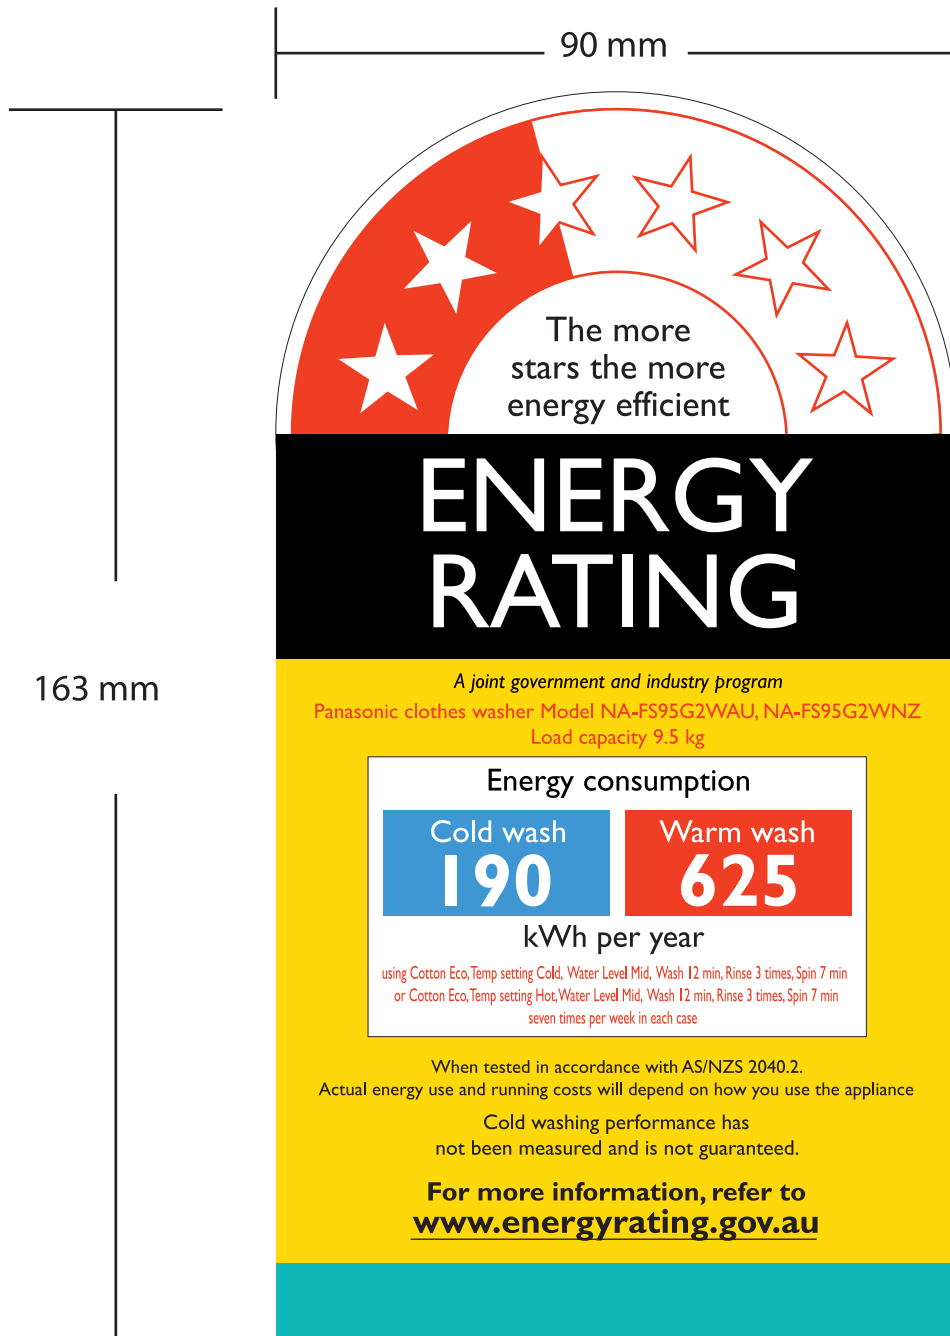 90 mm
The more
stars the more
energy efficient
ENERGY
RATING
163 mm
A joint government and industry program
Panasonic clothes washer Model NA-FS95G2WAU, NA-FS95G2WNZ
Load capacity 9.5 kg
Energy consumption
Cold wash
190
Warm wash
625
kWh per year
using Cotton Eco, Temp setting Cold, Water Level Mid, Wash 12 min, Rinse 3 times, Spin 7 min
or Cotton Eco, Temp setting Hot, Water Level Mid, Wash 12 min, Rinse 3 times, Spin 7 min
seven times per week in each case
When tested in accordance with AS/NZS 2040.2.
Actual energy use and running costs will depend on how you use the appliance
Cold washing performance has
not been measured and is not guaranteed.
For more information, refer to
www.energyrating.gov.au